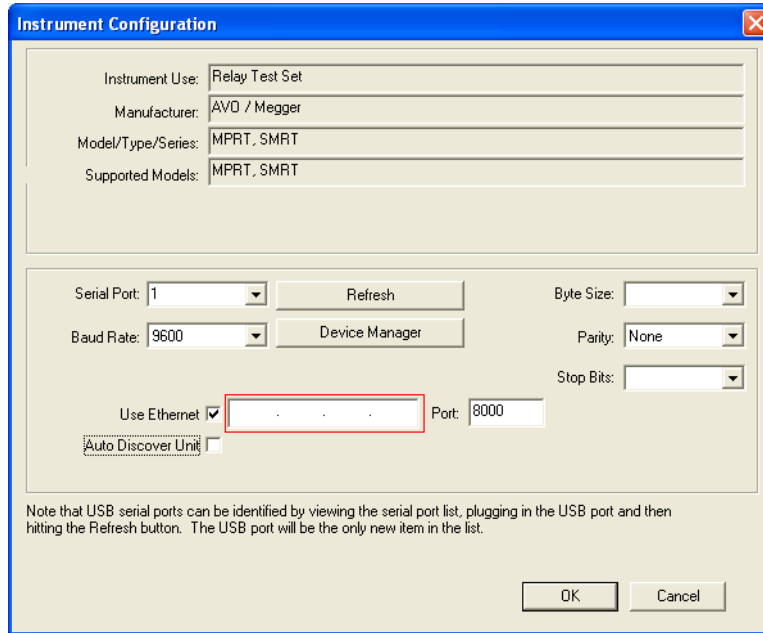 Instrument Configuration
Instrument Use: Relay Test Set
Manufacturer: AVO / Megger
Model/Type/Series: MPRT, SMRT
Supported Models: MPRT, SMRT
Serial Port: 1 Refresh Byte Size:
Baud Rate: 9600 Device Manager Parity: None
Stop Bits:
Use Ethernet . . . Port: 8000
Auto Discover Unit
Note that USB serial ports can be identified by viewing the serial port list, plugging in the USB port and then
hitting the Refresh button. The USB port will be the only new item in the list.
OK Cancel